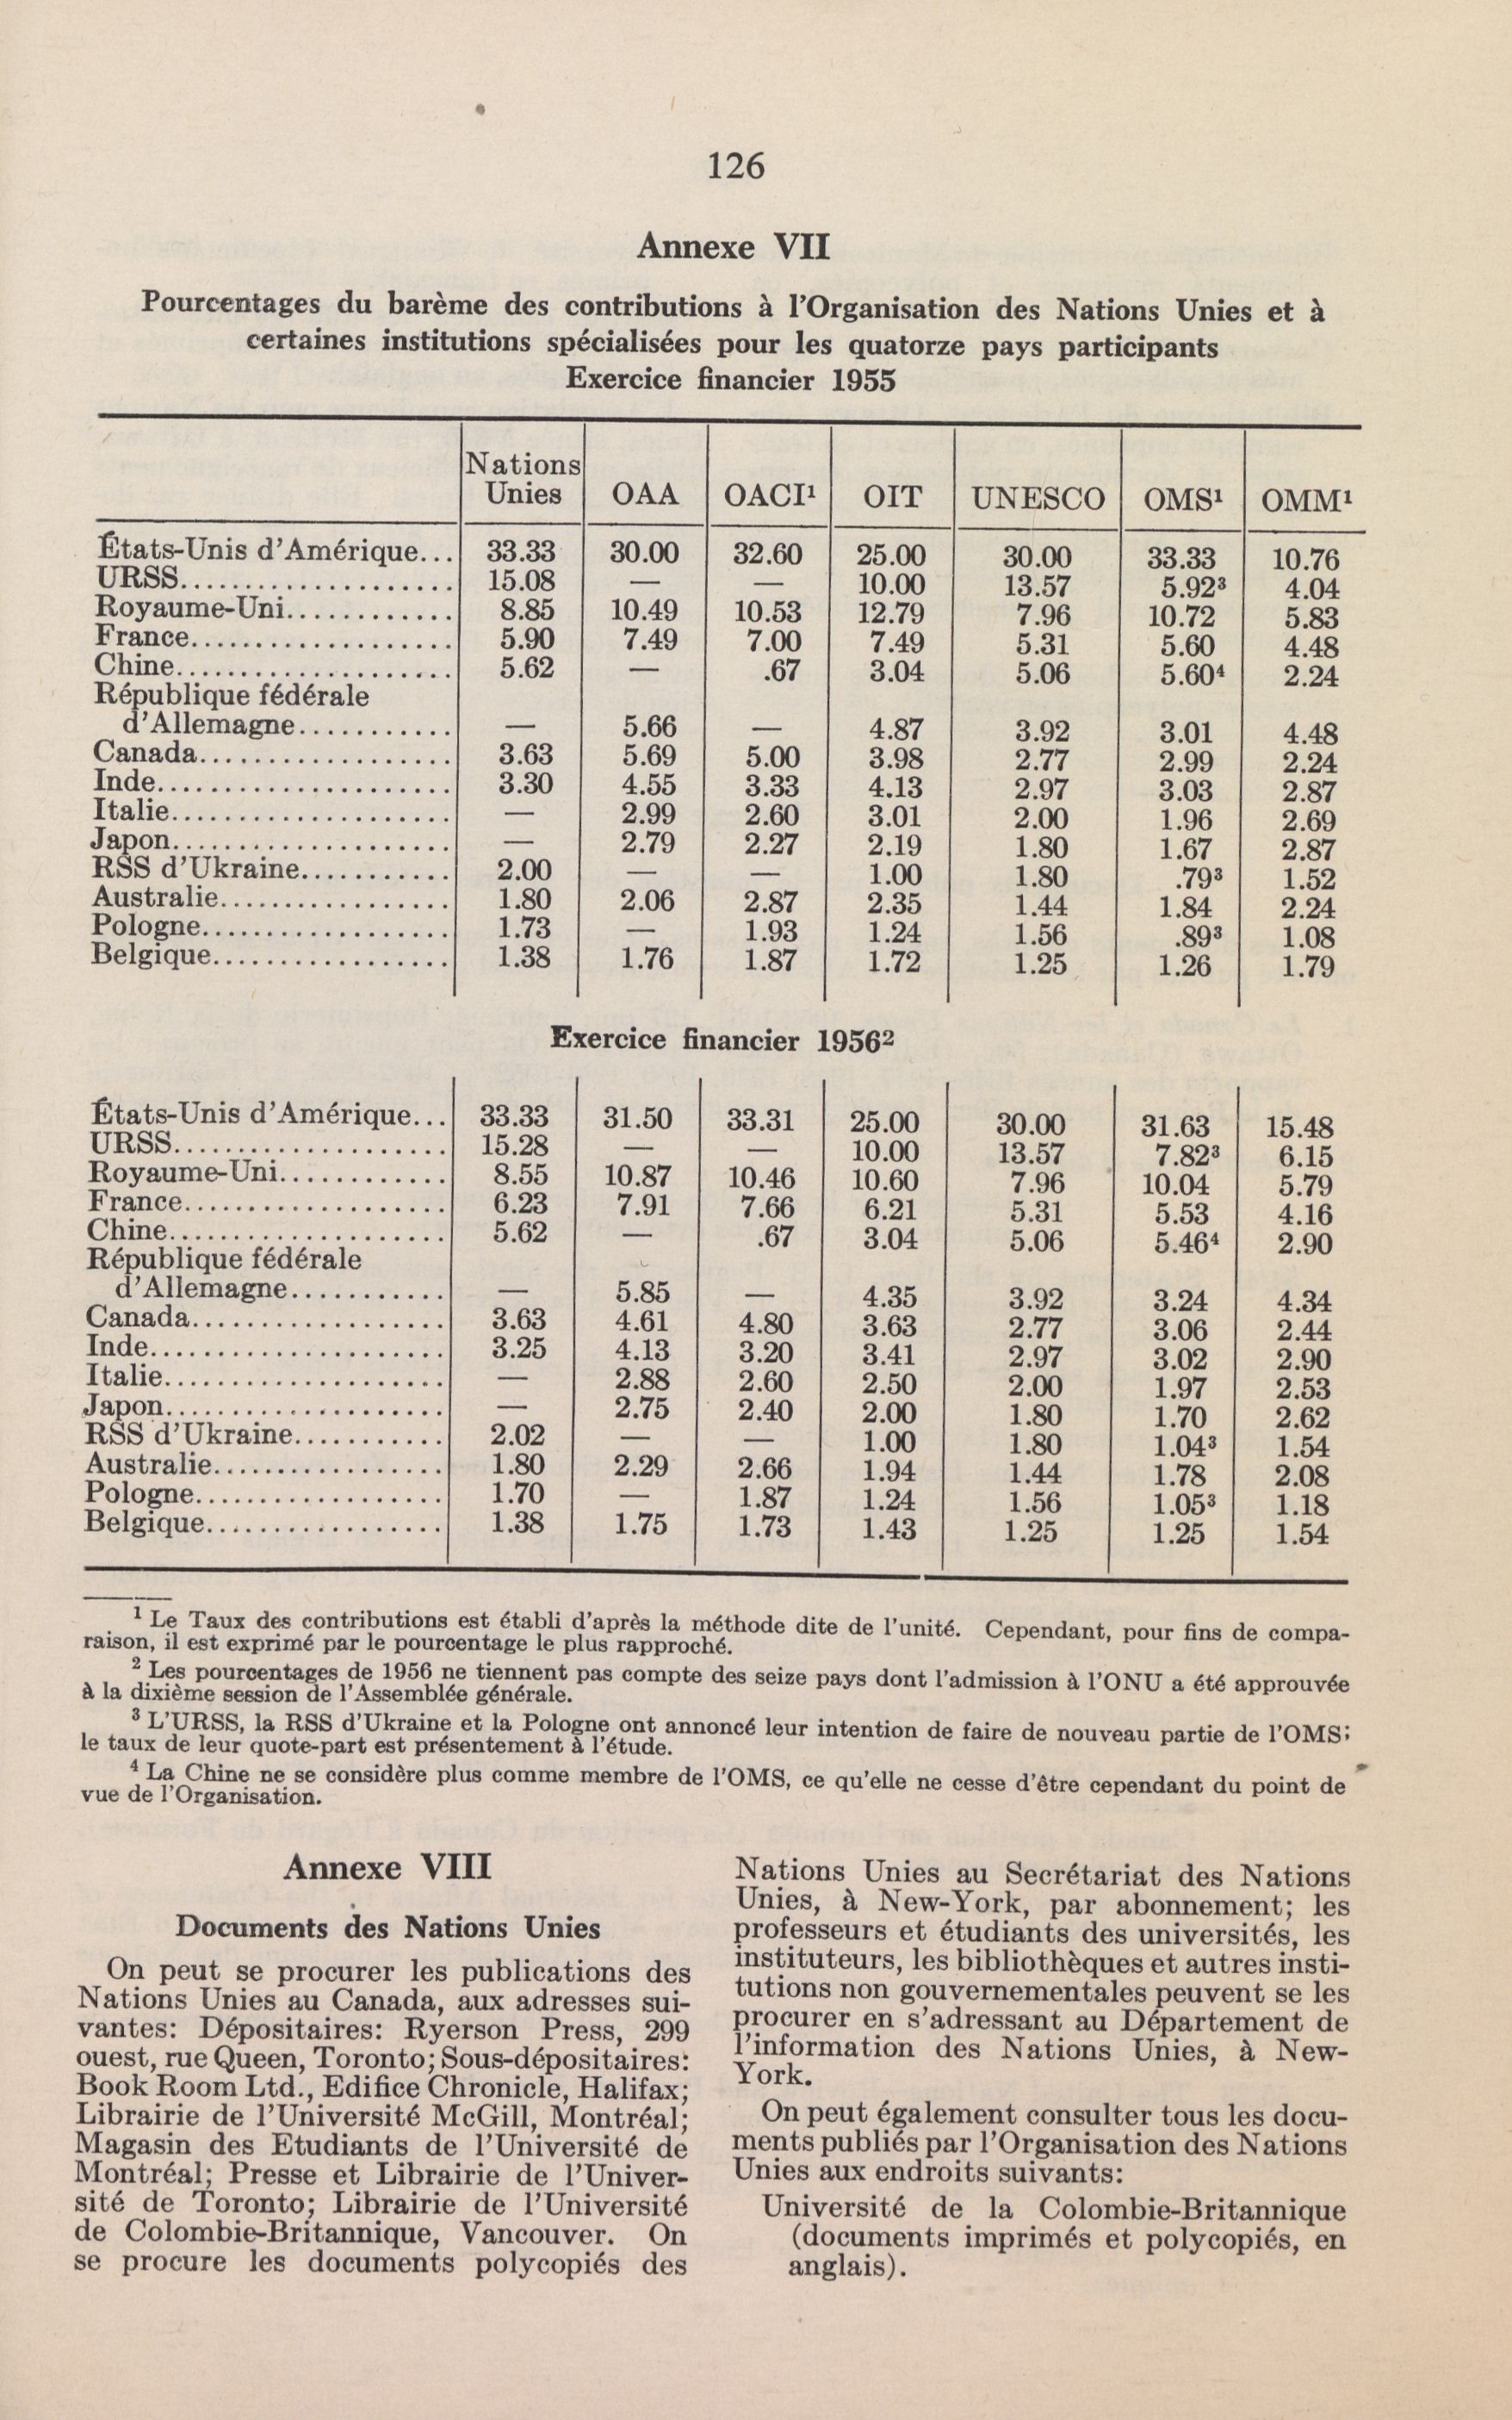 126
Annexe VII
Pourcentages du barème des contributions à l'Organisation des Nations Unies et à
certaines institutions spécialisées pour les quatorze pays participants
Exercice financier 1955
Nations Unies OAA OACI¹ OIT UNESCO OMS¹ OMM¹
États-Unis d'Amérique... 33.33 30.00 32.60 25.00 30.00 33.33 10.76
URSS..................... 15.08 — — 10.00 13.57 5.92³ 4.04
Royaume-Uni............. 8.85 10.49 10.53 12.79 7.96 10.72 5.83
France.................... 5.90 7.49 7.00 7.49 5.31 5.60 4.48
Chine..................... 5.62 — .67 3.04 5.06 5.60⁴ 2.24
République fédérale
d'Allemagne............ — 5.66 — 4.87 3.92 3.01 4.48
Canada................... 3.63 5.69 5.00 3.98 2.77 2.99 2.24
Inde...................... 3.30 4.55 3.33 4.13 2.97 3.03 2.87
Italie..................... — 2.99 2.60 3.01 2.00 1.96 2.69
Japon..................... — 2.79 2.27 2.19 1.80 1.67 2.87
RSS d'Ukraine........... 2.00 — — 1.00 1.80 .79³ 1.52
Australie................. 1.80 2.06 2.87 2.35 1.44 1.84 2.24
Pologne................... 1.73 — 1.93 1.24 1.56 .89³ 1.08
Belgique.................. 1.38 1.76 1.87 1.72 1.25 1.26 1.79
Exercice financier 1956²
États-Unis d'Amérique... 33.33 31.50 33.31 25.00 30.00 31.63 15.48
URSS..................... 15.28 — — 10.00 13.57 7.82³ 6.15
Royaume-Uni............. 8.55 10.87 10.46 10.60 7.96 10.04 5.79
France.................... 6.23 7.91 7.66 6.21 5.31 5.53 4.16
Chine..................... 5.62 — .67 3.04 5.06 5.46⁴ 2.90
République fédérale
d'Allemagne............ — 5.85 — 4.35 3.92 3.24 4.34
Canada................... 3.63 4.61 4.80 3.63 2.77 3.06 2.44
Inde...................... 3.25 4.13 3.20 3.41 2.97 3.02 2.90
Italie..................... — 2.88 2.60 2.50 2.00 1.97 2.53
Japon..................... — 2.75 2.40 2.00 1.80 1.70 2.62
RSS d'Ukraine........... 2.02 — — 1.00 1.80 1.04³ 1.54
Australie................. 1.80 2.29 2.66 1.94 1.44 1.78 2.08
Pologne................... 1.70 — 1.87 1.24 1.56 1.05³ 1.18
Belgique.................. 1.38 1.75 1.73 1.43 1.25 1.25 1.54
¹ Le Taux des contributions est établi d'après la méthode dite de l'unité. Cependant, pour fins de compa-
raison, il est exprimé par le pourcentage le plus rapproché.
² Les pourcentages de 1956 ne tiennent pas compte des seize pays dont l'admission à l'ONU a été approuvée
à la dixième session de l'Assemblée générale.
³ L'URSS, la RSS d'Ukraine et la Pologne ont annoncé leur intention de faire de nouveau partie de l'OMS;
le taux de leur quote-part est présentement à l'étude.
⁴ La Chine ne se considère plus comme membre de l'OMS, ce qu'elle ne cesse d'être cependant du point de
vue de l'Organisation.
Annexe VIII
Documents des Nations Unies
On peut se procurer les publications des
Nations Unies au Canada, aux adresses sui-
vantes: Dépositaires: Ryerson Press, 299
ouest, rue Queen, Toronto; Sous-dépositaires:
Book Room Ltd., Edifice Chronicle, Halifax;
Librairie de l'Université McGill, Montréal;
Magasin des Etudiants de l'Université de
Montréal; Presse et Librairie de l'Univer-
sité de Toronto; Librairie de l'Université
de Colombie-Britannique, Vancouver. On
se procure les documents polycopiés des
Nations Unies au Secrétariat des Nations
Unies, à New-York, par abonnement; les
professeurs et étudiants des universités, les
instituteurs, les bibliothèques et autres insti-
tutions non gouvernementales peuvent se les
procurer en s'adressant au Département de
l'information des Nations Unies, à New-
York.
On peut également consulter tous les docu-
ments publiés par l'Organisation des Nations
Unies aux endroits suivants:
Université de la Colombie-Britannique
(documents imprimés et polycopiés, en
anglais).